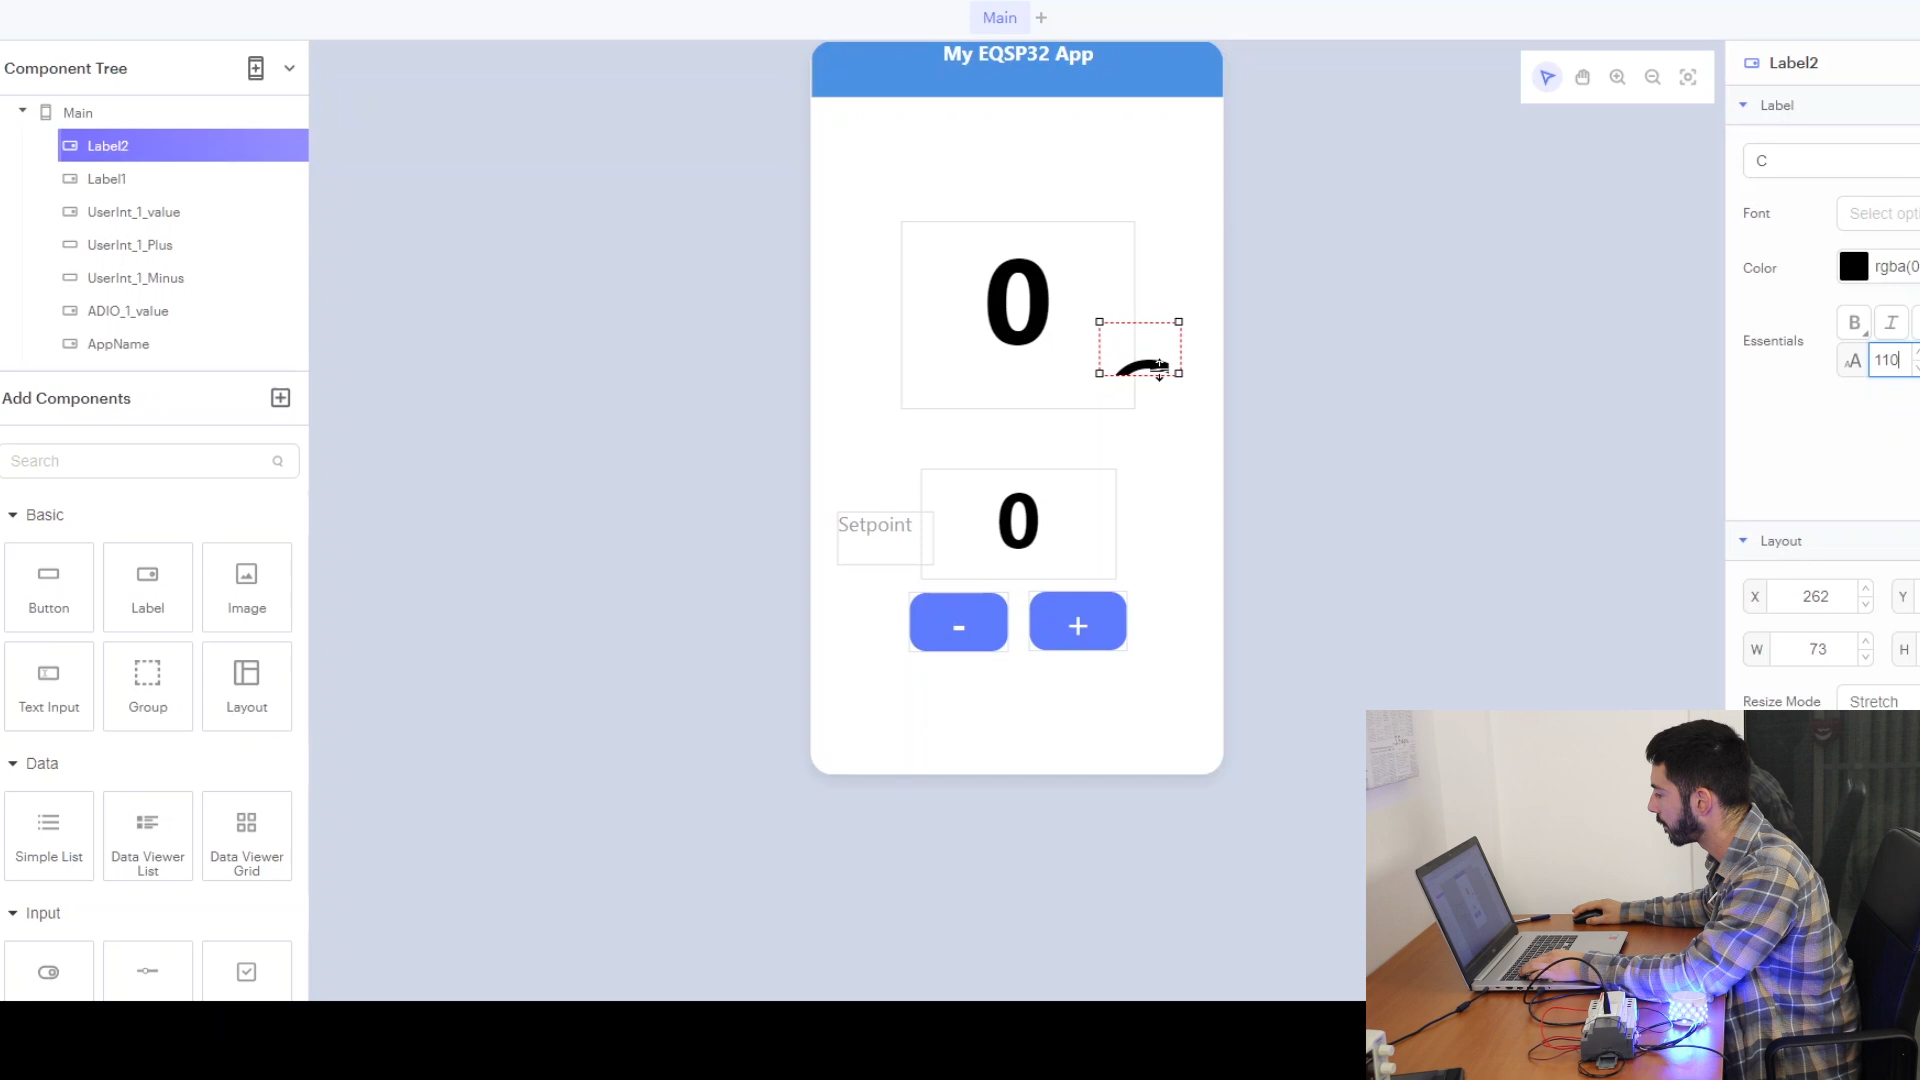 Main
Component Tree
My EQSP32 App
Label2
Main
Label
Label2
Label1
C
UserInt_1_value
Font
Select opti
UserInt_1_Plus
UserInt_1_Minus
Color
rgba(0
ADIO_1_value
0
AppName
B
I
Essentials
AA
110
Add Components
Search
Basic
Setpoint
0
Layout
Button
Label
Image
X
262
Y
-
+
W
73
H
Text Input
Group
Layout
Resize Mode
Stretch
Data
Simple List
Data Viewer
List
Data Viewer
Grid
Input